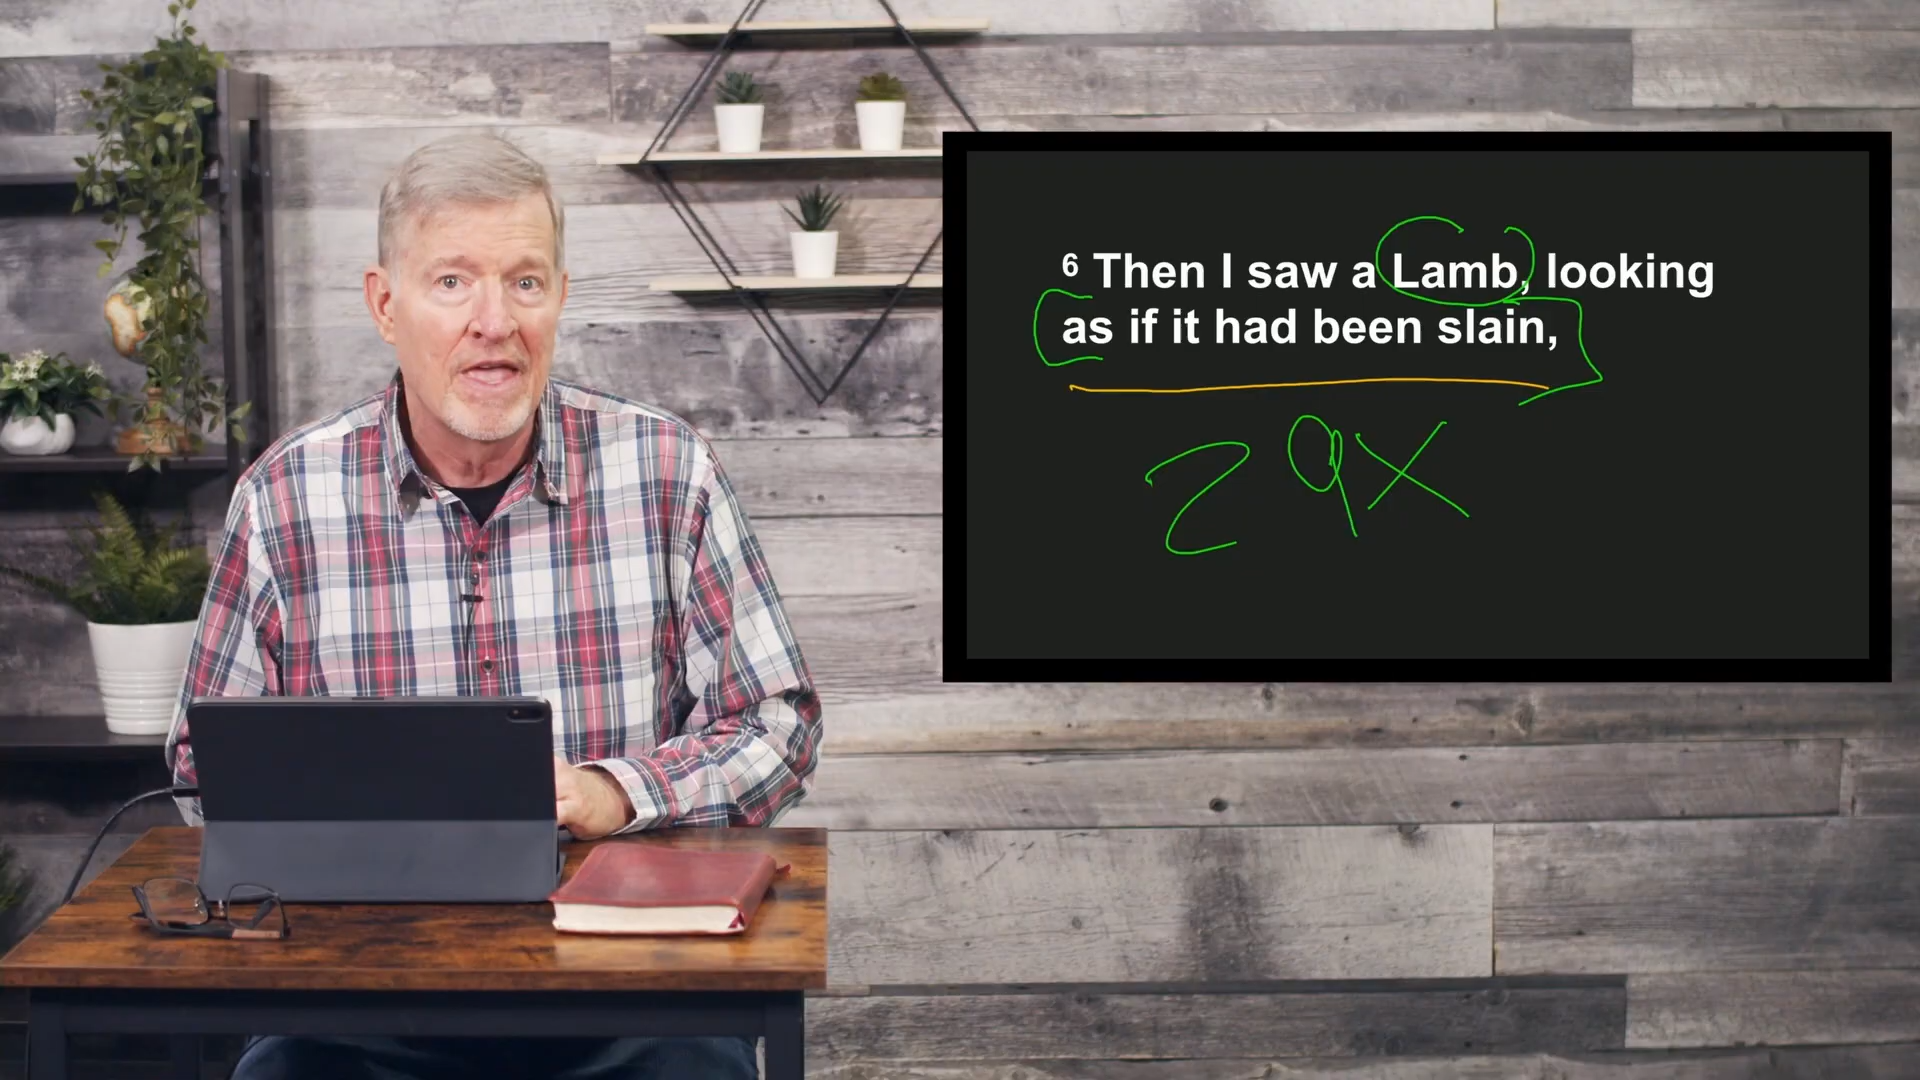 6 Then I saw a Lamb, looking
as if it had been slain,
29X